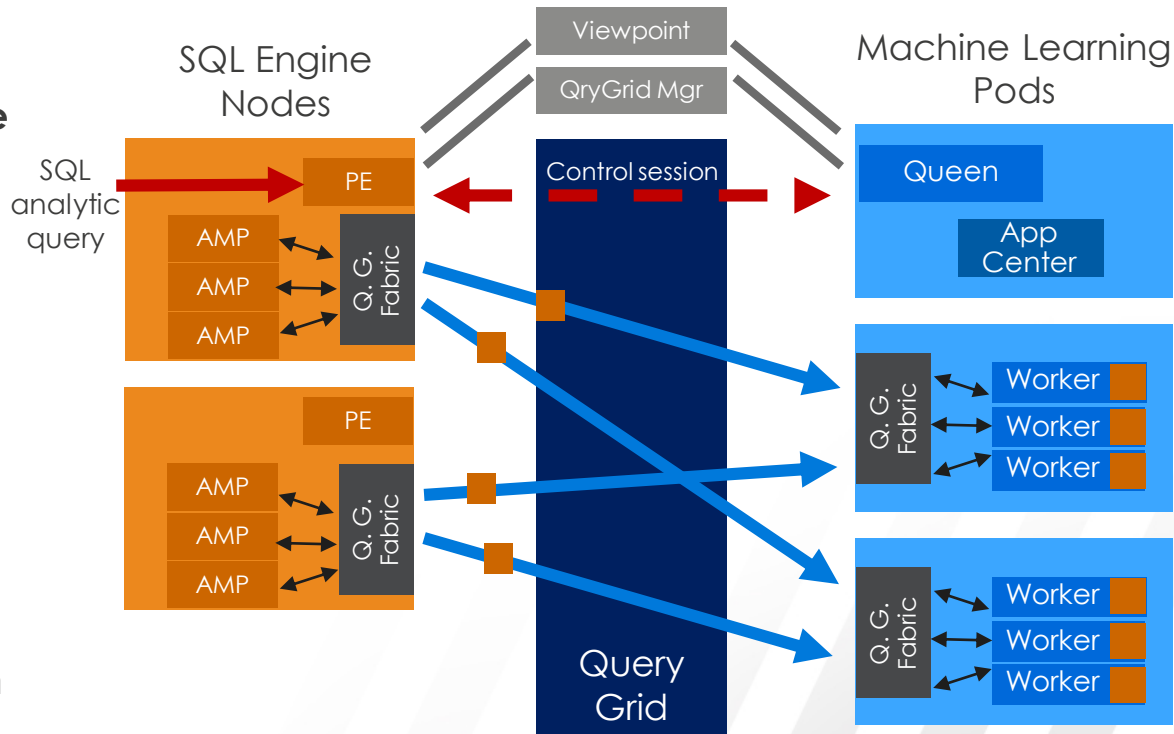 Viewpoint
QryGrid Mgr
SQL Engine
Nodes
Machine Learning
Pods
e
SQL
analytic
query
PE
AMP
AMP
AMP
Q. G.
Fabric
Control session
Queen
App
Center
PE
AMP
AMP
AMP
Q. G.
Fabric
Q. G.
Fabric
Worker
Worker
Worker
Q. G.
Fabric
Worker
Worker
Worker
Query
Grid